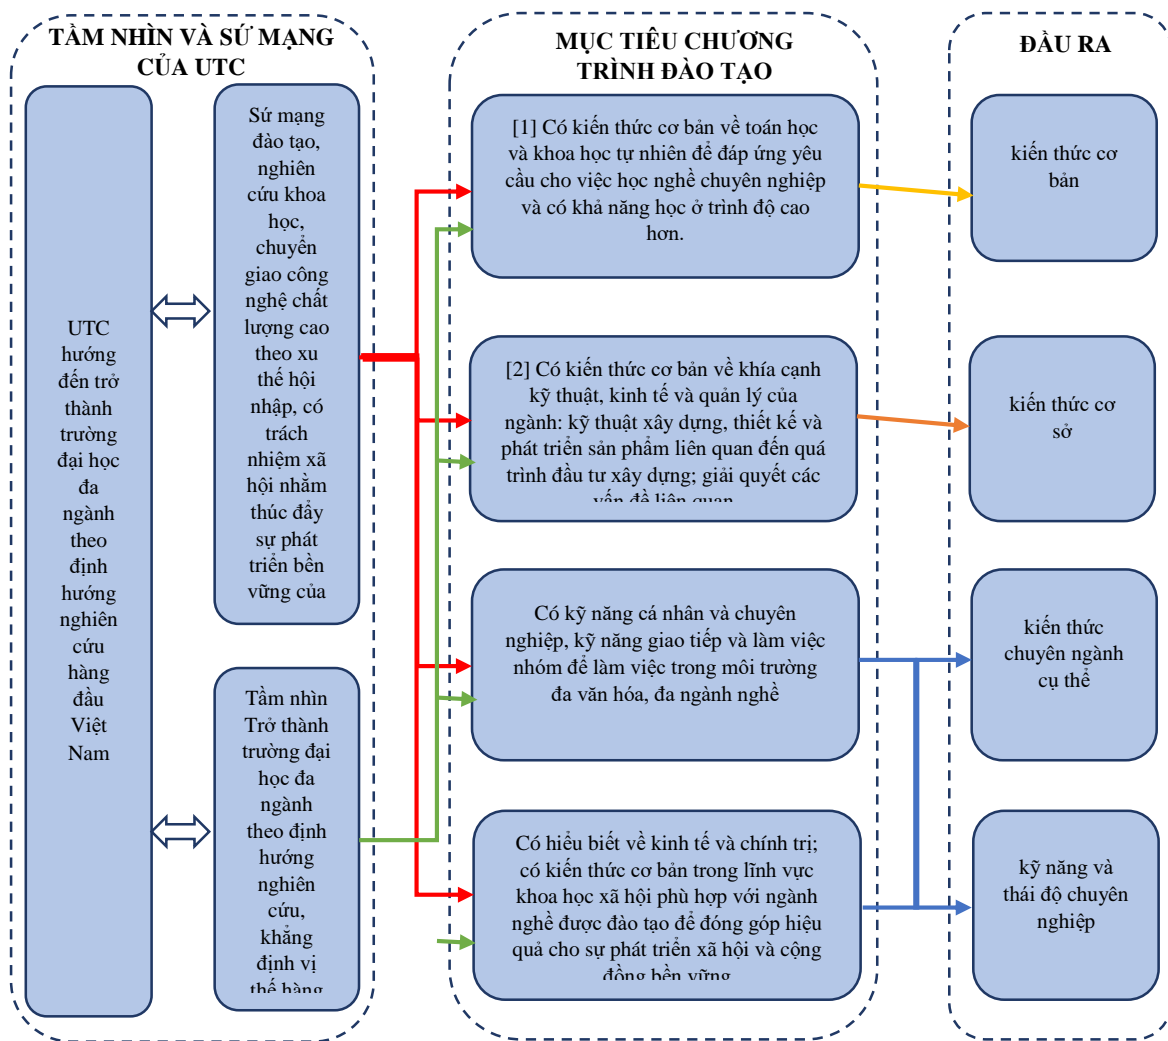 TẦM NHÌN VÀ SỨ MẠNG
CỦA UTC
UTC
hướng
đến trở
thành
trường
đại học
đa
ngành
theo
định
hướng
nghiên
cứu
hàng
đầu
Việt
Nam
Sứ mạng
đào tạo,
nghiên
cứu khoa
học,
chuyển
giao công
nghệ chất
lượng cao
theo xu
thế hội
nhập, có
trách
nhiệm xã
hội nhằm
thúc đẩy
sự phát
triển bền
vững của
Tầm nhìn
Trở thành
trường đại
học đa
ngành
theo định
hướng
nghiên
cứu,
khẳng
định vị
thế hàng
MỤC TIÊU CHƯƠNG
TRÌNH ĐÀO TẠO
[1] Có kiến thức cơ bản về toán học
và khoa học tự nhiên để đáp ứng yêu
cầu cho việc học nghề chuyên nghiệp
và có khả năng học ở trình độ cao
hơn.
[2] Có kiến thức cơ bản về khía cạnh
kỹ thuật, kinh tế và quản lý của
ngành: kỹ thuật xây dựng, thiết kế và
phát triển sản phẩm liên quan đến quá
trình đầu tư xây dựng; giải quyết các
vấn đề liên quan
Có kỹ năng cá nhân và chuyên
nghiệp, kỹ năng giao tiếp và làm việc
nhóm để làm việc trong môi trường
đa văn hóa, đa ngành nghề
Có hiểu biết về kinh tế và chính trị;
có kiến thức cơ bản trong lĩnh vực
khoa học xã hội phù hợp với ngành
nghề được đào tạo để đóng góp hiệu
quả cho sự phát triển xã hội và cộng
đồng bền vững
ĐẦU RA
kiến thức cơ
bản
kiến thức cơ
sở
kiến thức
chuyên ngành
cụ thể
kỹ năng và
thái độ chuyên
nghiệp